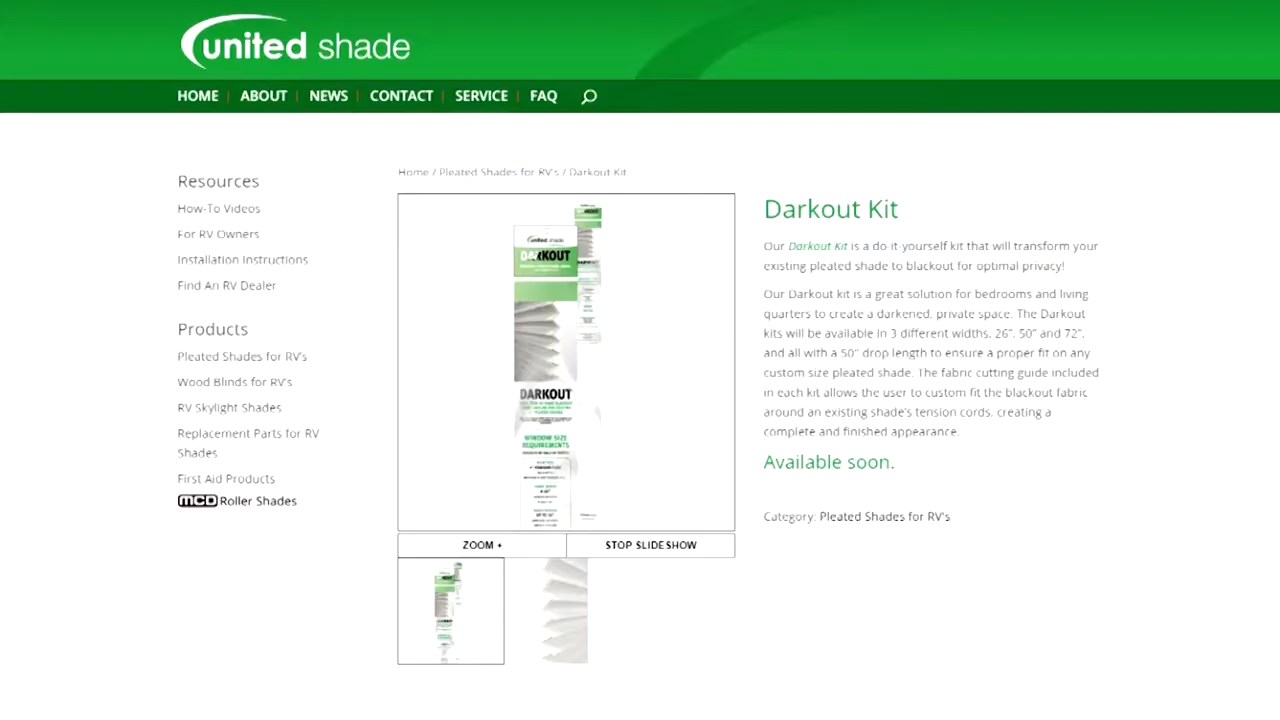 united shade
HOME | ABOUT | NEWS | CONTACT | SERVICE | FAQ
Resources
How-To Videos
For RV Owners
Installation Instructions
Find An RV Dealer
Products
Pleated Shades for RV's
Wood Blinds for RV's
RV Skylight Shades
Replacement Parts for RV
Shades
First Aid Products
MCD Roller Shades
Home / Pleated Shades for RV's / Darkout Kit
united shade
DARKOUT
DARKOUT
WINDOW SIZE
REQUIREMENTS
ZOOM +
STOP SLIDESHOW
Darkout Kit
Our Darkout Kit is a do-it-yourself kit that will transform your
existing pleated shade to blackout for optimal privacy!
Our Darkout kit is a great solution for bedrooms and living
quarters to create a darkened, private space. The Darkout
kits will be available in 3 different widths, 26", 50" and 72",
and all with a 50" drop length to ensure a proper fit on any
custom size pleated shade. The fabric cutting guide included
in each kit allows the user to custom fit the blackout fabric
around an existing shade's tension cords, creating a
complete and finished appearance.
Available soon.
Category: Pleated Shades for RV's